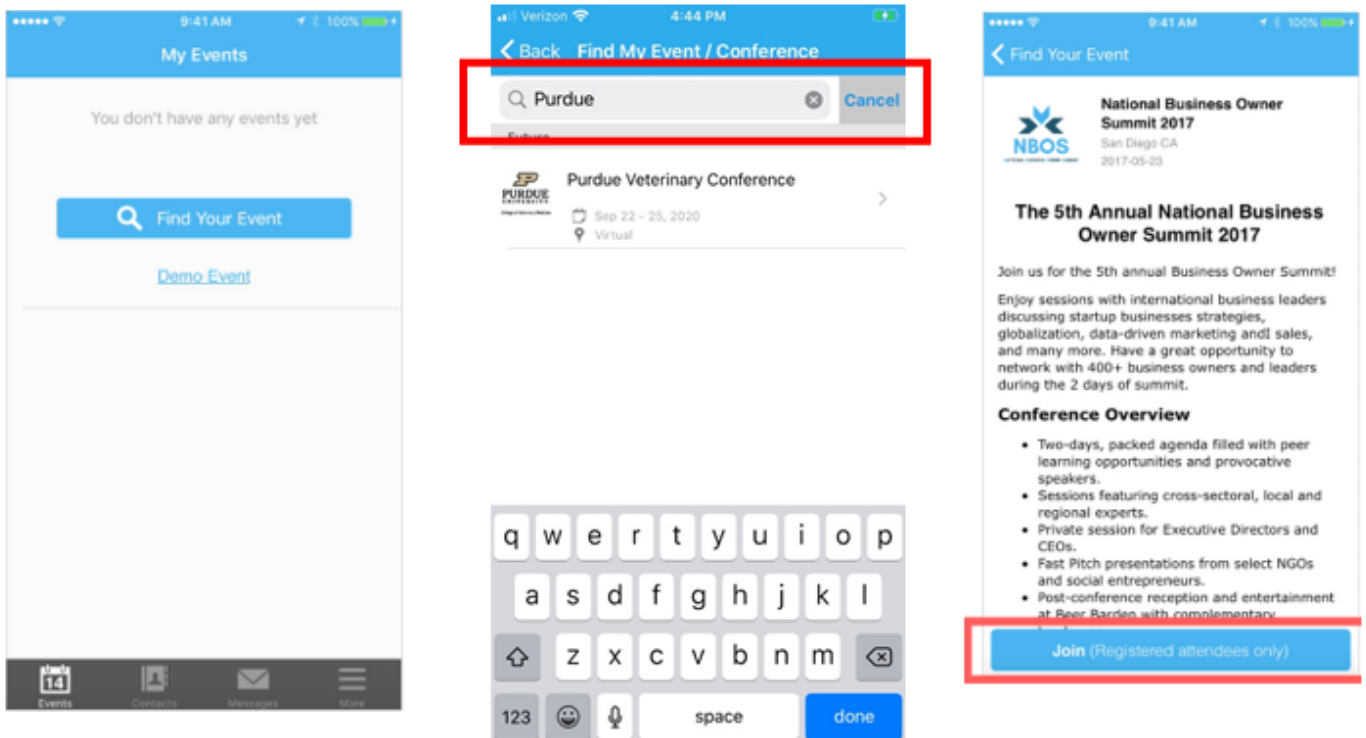 9:41 AM
100%
My Events
You don't have any events yet
Find Your Event
Demo Event
14
Events
Contacts
Messages
More
Verizon
4:44 PM
Back
Find My Event / Conference
Purdue
Cancel
Future
PURDUE
UNIVERSITY
Purdue Veterinary Conference
Sep 22 - 25, 2020
Virtual
q w e r t y u i o p
a s d f g h j k l
z x c v b n m
123
space
done
9:41 AM
100%
Find Your Event
NBOS
National Business Owner
Summit 2017
San Diego CA
2017-05-23
The 5th Annual National Business
Owner Summit 2017
Join us for the 5th annual Business Owner Summit!
Enjoy sessions with international business leaders
discussing startup businesses strategies,
globalization, data-driven marketing andI sales,
and many more. Have a great opportunity to
network with 400+ business owners and leaders
during the 2 days of summit.
Conference Overview
• Two-days, packed agenda filled with peer
learning opportunities and provocative
speakers.
• Sessions featuring cross-sectoral, local and
regional experts.
• Private session for Executive Directors and
CEOs.
• Fast Pitch presentations from select NGOs
and social entrepreneurs.
• Post-conference reception and entertainment
at Beer Barden with complementary
Join (Registered attendees only)